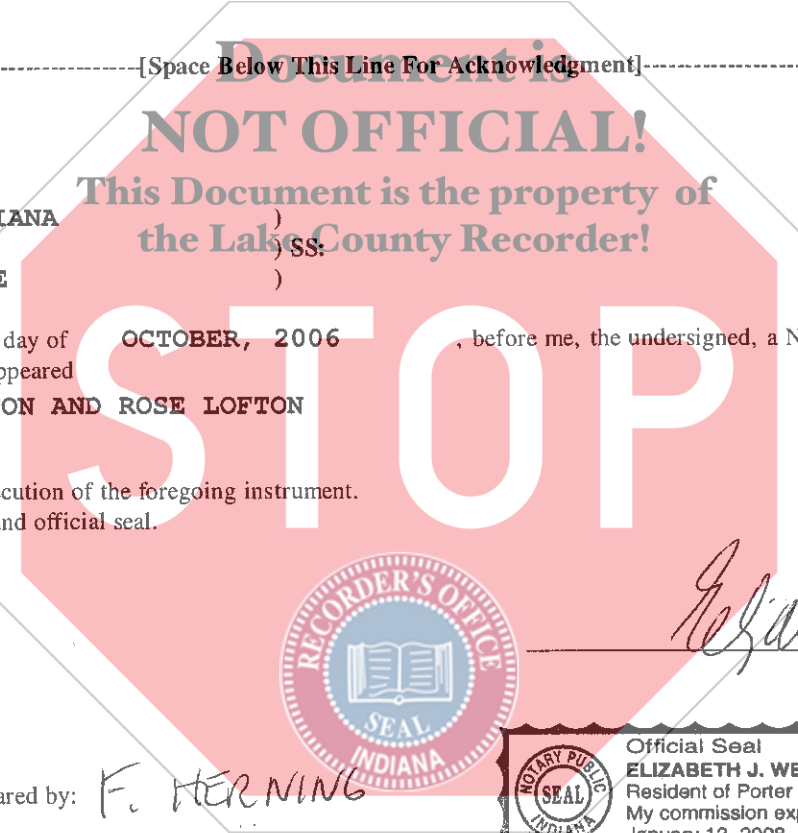 Document is
[Space Below This Line For Acknowledgment]
NOT OFFICIAL!
This Document is the property of
IANA )
the Lake County Recorder!
) SS:
E )
STOP
day of OCTOBER, 2006 , before me, the undersigned, a N
ppeared
ON AND ROSE LOFTON
cution of the foregoing instrument.
nd official seal.
RECORDER'S OFFICE
SEAL
INDIANA
ared by: F. HERNING
NOTARY PUBLIC
SEAL
INDIANA
Official Seal
ELIZABETH J. WE
Resident of Porter
My commission exp
January 12, 2008